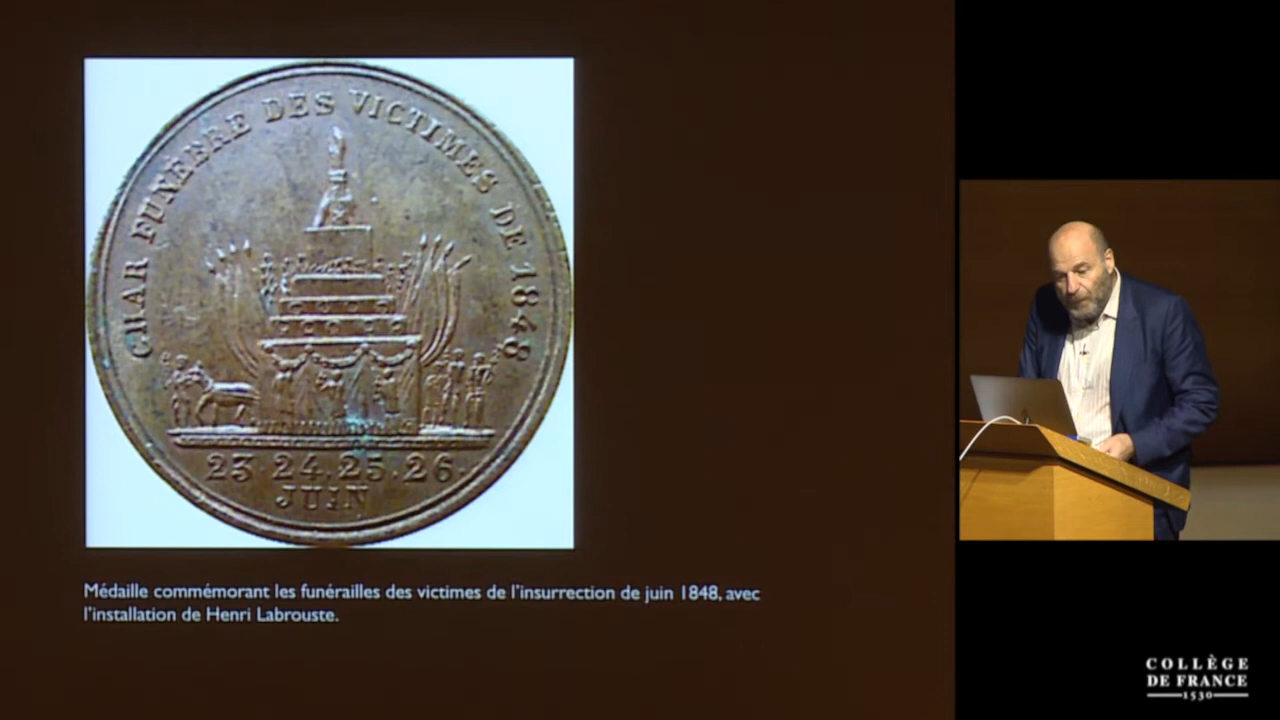 CHAR FUNÈBRE DES VICTIMES DE 1848
23.24.25.26.
JUIN
Médaille commémorant les funérailles des victimes de l'insurrection de juin 1848, avec
l'installation de Henri Labrouste.
COLLÈGE
DE FRANCE
1530